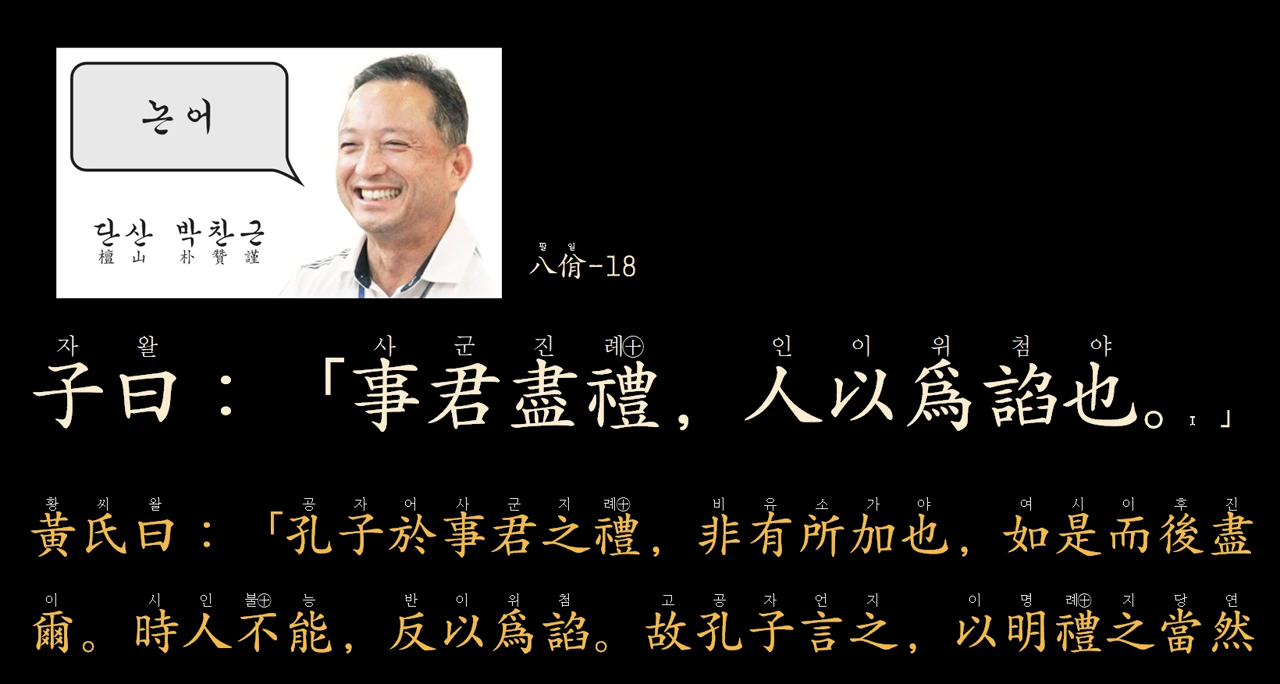 논어
단산 박찬근
檀山 朴贊謹
팔 일
八佾-18
자 왈 사 군 진 례㊉ 인 이 위 첨 야
子曰：「事君盡禮，人以爲諂也。I」
황 씨 왈 공 자 어 사 군 지 례㊉ 비 유 소 가 야 여 시 이 후 진
黃氏曰：「孔子於事君之禮，非有所加也，如是而後盡
이 시 인 불㊉ 능 반 이 위 첨 고 공 자 언 지 이 명 례㊉ 지 당 연
爾。時人不能，反以爲諂。故孔子言之，以明禮之當然